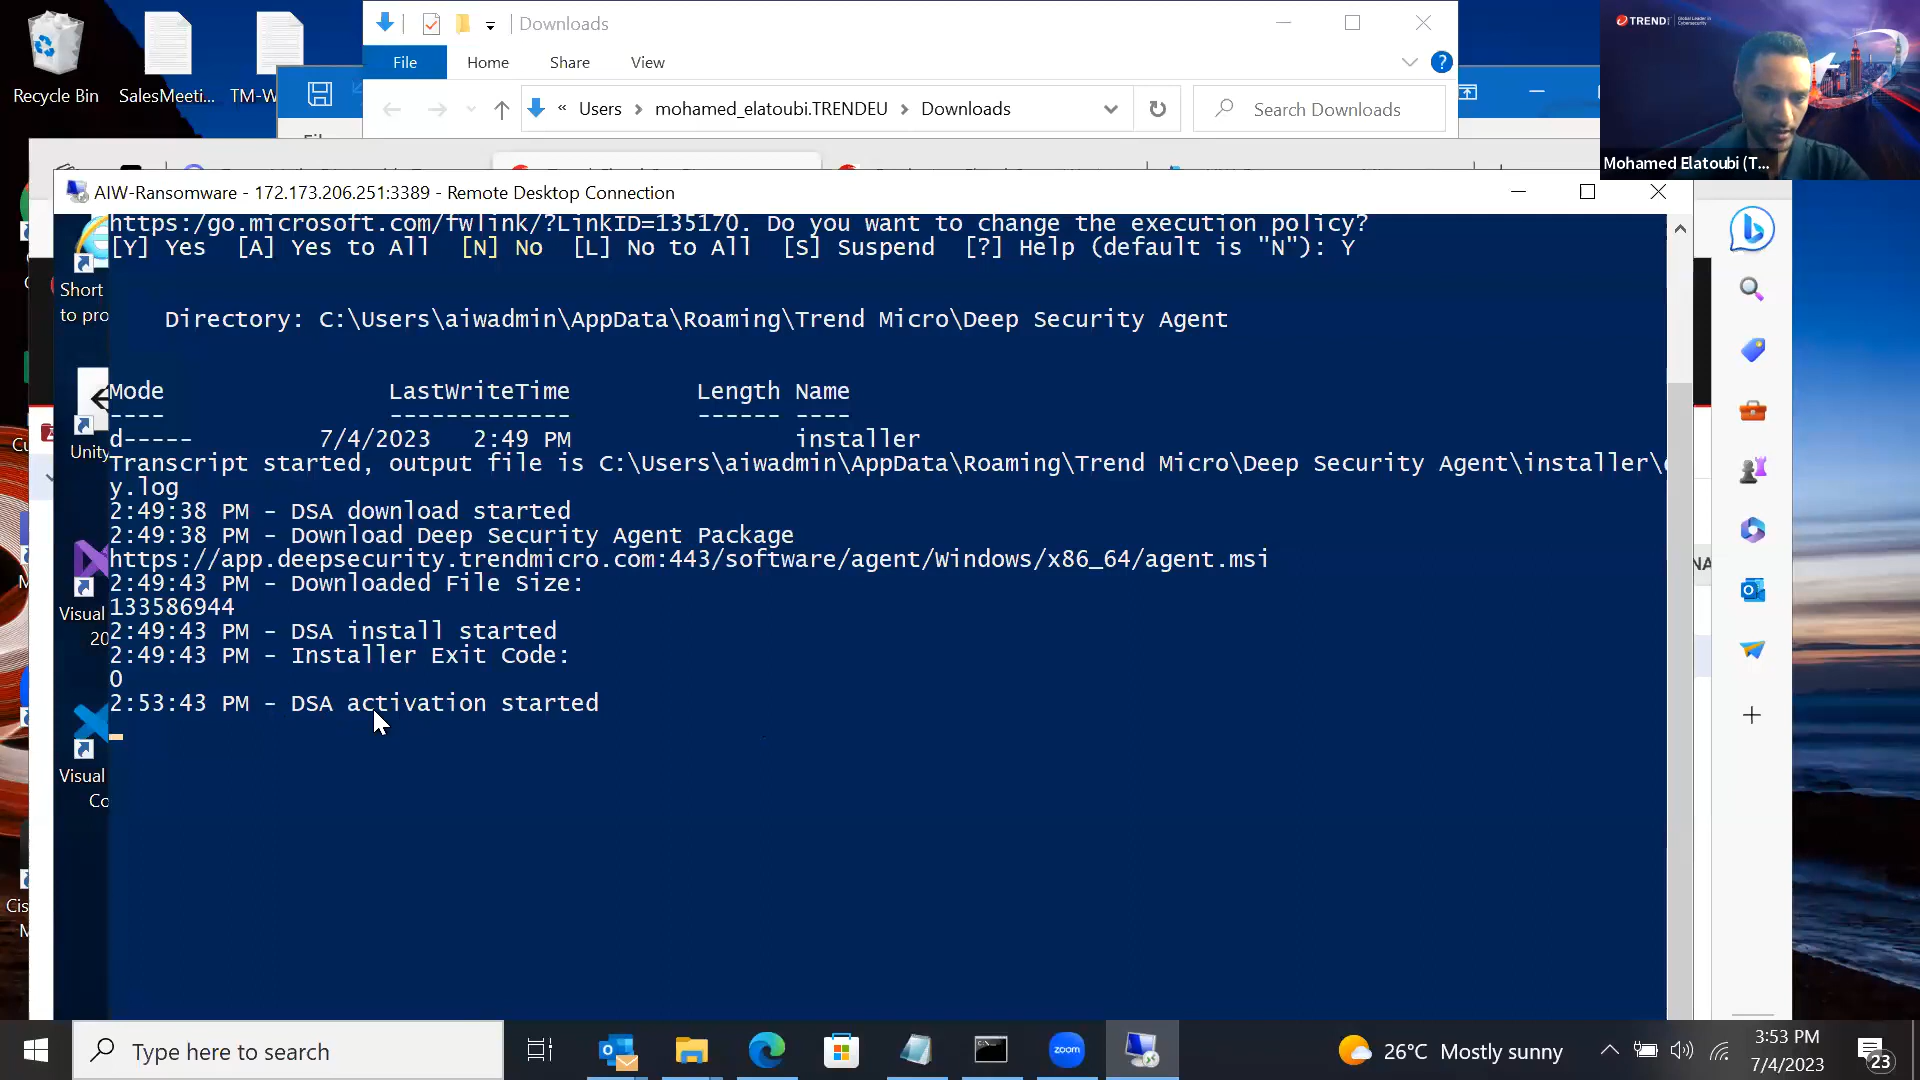 Recycle Bin
SalesMeeti...
TM-W
Downloads
File
Home
Share
View
Users
mohamed_elatoubi.TRENDEU
Downloads
Search Downloads
TREND
Mohamed Elatoubi (T...
AIW-Ransomware - 172.173.206.251:3389 - Remote Desktop Connection
https:/go.microsoft.com/fwlink/?LinkID=135170. Do you want to change the execution policy?
[Y] Yes  [A] Yes to All  [N] No  [L] No to All  [S] Suspend  [?] Help (default is "N"): Y
Directory: C:\Users\aiwadmin\AppData\Roaming\Trend Micro\Deep Security Agent
Mode                LastWriteTime         Length Name
----                -------------         ------ ----
d-----         7/4/2023   2:49 PM                installer
Transcript started, output file is C:\Users\aiwadmin\AppData\Roaming\Trend Micro\Deep Security Agent\installer\
y.log
2:49:38 PM - DSA download started
2:49:38 PM - Download Deep Security Agent Package
https://app.deepsecurity.trendmicro.com:443/software/agent/Windows/x86_64/agent.msi
2:49:43 PM - Downloaded File Size:
133586944
2:49:43 PM - DSA install started
2:49:43 PM - Installer Exit Code:
0
2:53:43 PM - DSA activation started
Short
to pro
Unity
Visual
20
Visual
Co
Cis
M
NA
Type here to search
zoom
26°C Mostly sunny
3:53 PM
7/4/2023
23